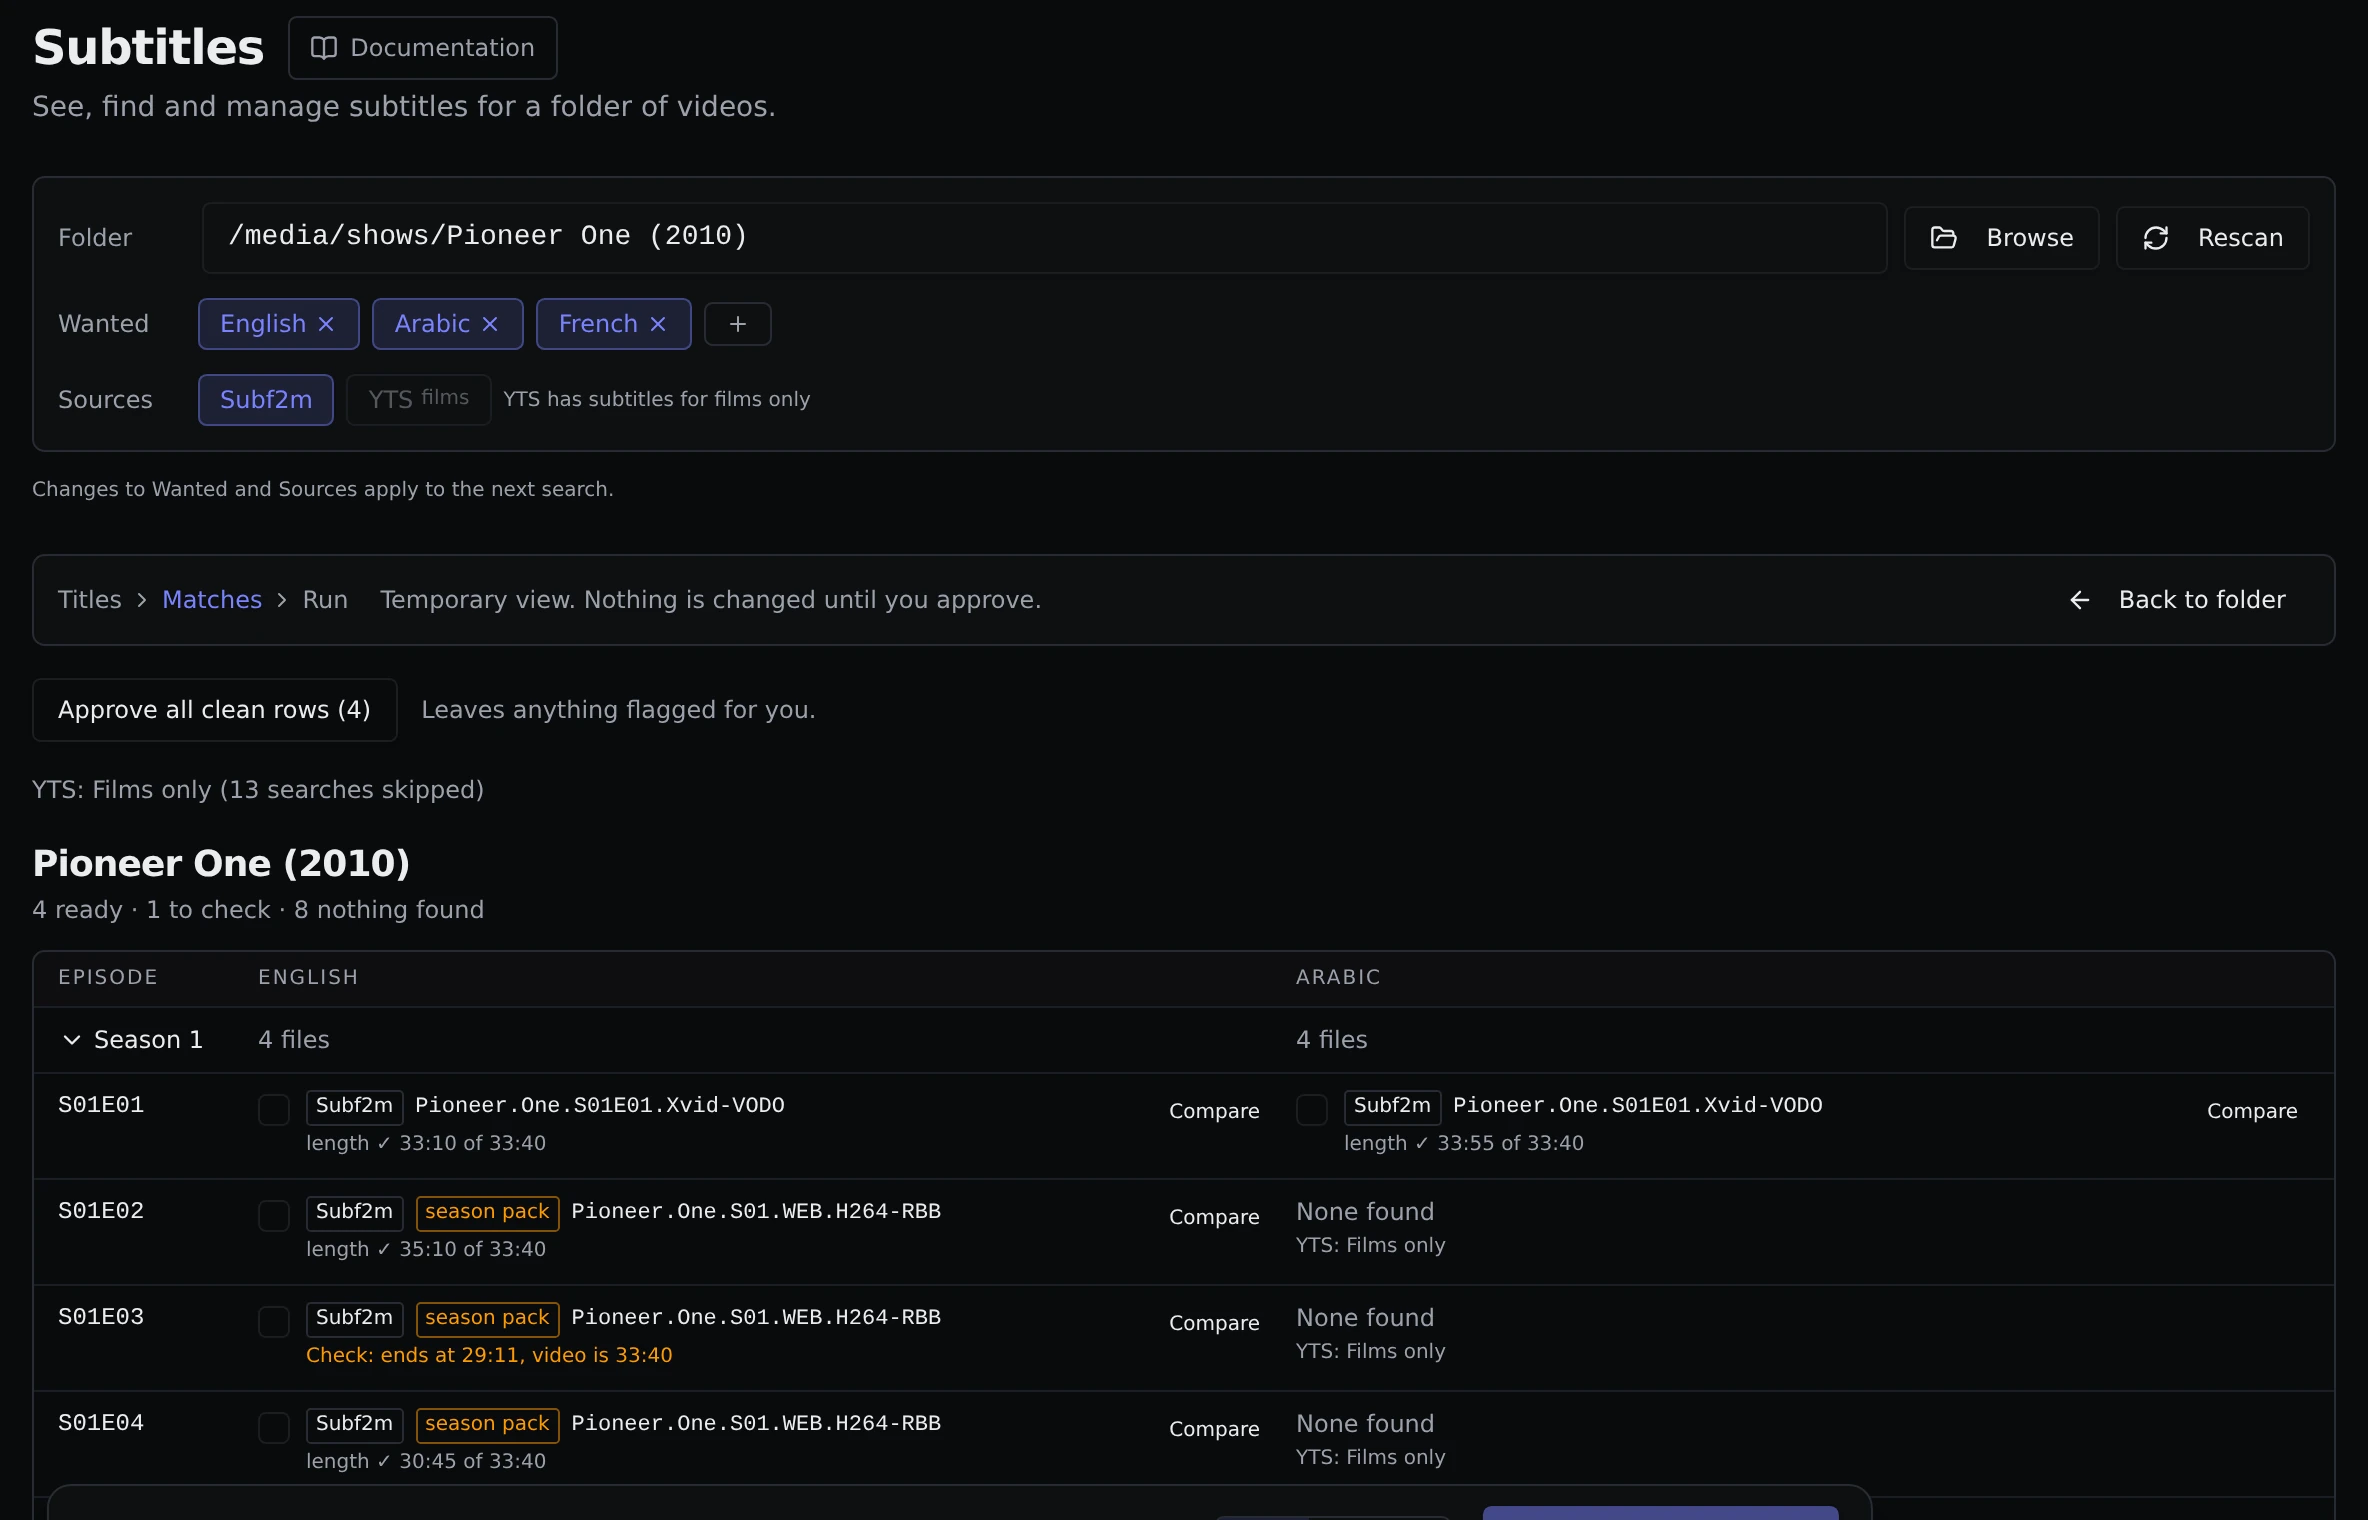 Subtitles Documentation
See, find and manage subtitles for a folder of videos.
Folder /media/shows/Pioneer One (2010) Browse Rescan
Wanted English × Arabic × French × +
Sources Subf2m YTS films YTS has subtitles for films only
Changes to Wanted and Sources apply to the next search.
Titles > Matches > Run Temporary view. Nothing is changed until you approve. ← Back to folder
Approve all clean rows (4) Leaves anything flagged for you.
YTS: Films only (13 searches skipped)
Pioneer One (2010)
4 ready · 1 to check · 8 nothing found
EPISODE ENGLISH ARABIC
Season 1 4 files 4 files
S01E01 Subf2m Pioneer.One.S01E01.Xvid-VODO Compare Subf2m Pioneer.One.S01E01.Xvid-VODO Compare
length ✓ 33:10 of 33:40 length ✓ 33:55 of 33:40
S01E02 Subf2m season pack Pioneer.One.S01.WEB.H264-RBB Compare None found
length ✓ 35:10 of 33:40 YTS: Films only
S01E03 Subf2m season pack Pioneer.One.S01.WEB.H264-RBB Compare None found
Check: ends at 29:11, video is 33:40 YTS: Films only
S01E04 Subf2m season pack Pioneer.One.S01.WEB.H264-RBB Compare None found
length ✓ 30:45 of 33:40 YTS: Films only